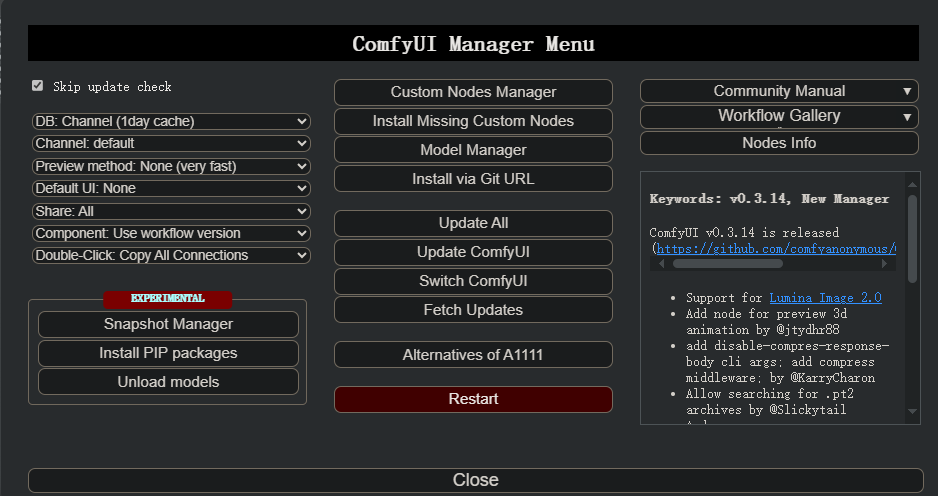 ComfyUI Manager Menu
Skip update check
DB: Channel (1day cache)
Channel: default
Preview method: None (very fast)
Default UI: None
Share: All
Component: Use workflow version
Double-Click: Copy All Connections
EXPERIMENTAL
Snapshot Manager
Install PIP packages
Unload models
Custom Nodes Manager
Install Missing Custom Nodes
Model Manager
Install via Git URL
Update All
Update ComfyUI
Switch ComfyUI
Fetch Updates
Alternatives of A1111
Restart
Community Manual
Workflow Gallery
Nodes Info
Keywords: v0.3.14, New Manager
ComfyUI v0.3.14 is released
(https://github.com/comfyanonymous/
Support for Lumina Image 2.0
Add node for preview 3d
animation by @jtydhr88
add disable-compres-response-
body cli args; add compress
middleware; by @KarryCharon
Allow searching for .pt2
archives by @Slickytail
Close